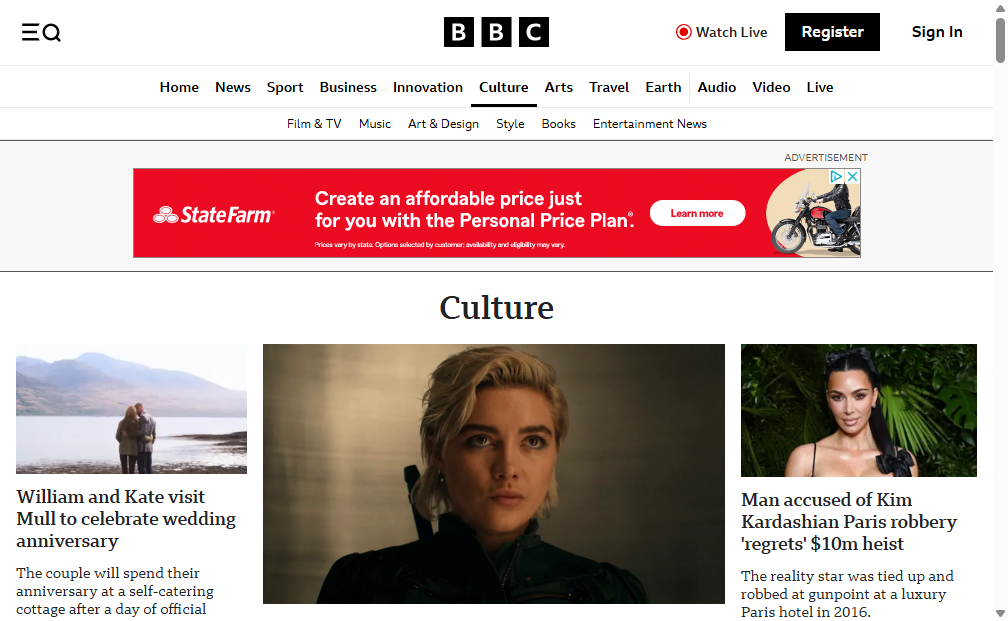 BBC
Watch Live
Register
Sign In
Home News Sport Business Innovation Culture Arts Travel Earth Audio Video Live
Film & TV Music Art & Design Style Books Entertainment News
ADVERTISEMENT
StateFarm®
Create an affordable price just
for you with the Personal Price Plan.®
Prices vary by state. Options selected by customer; availability and eligibility may vary.
Learn more
Culture
William and Kate visit
Mull to celebrate wedding
anniversary
The couple will spend their
anniversary at a self-catering
cottage after a day of official
Man accused of Kim
Kardashian Paris robbery
'regrets' $10m heist
The reality star was tied up and
robbed at gunpoint at a luxury
Paris hotel in 2016.